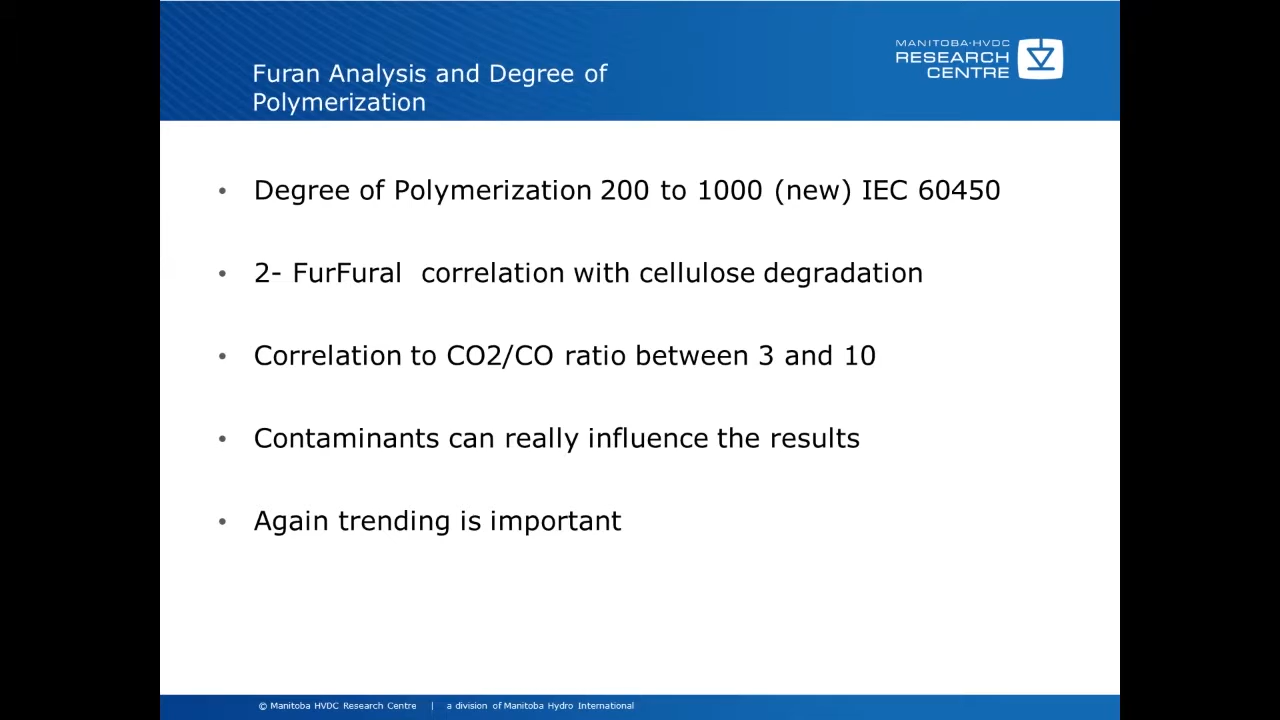 Furan Analysis and Degree of
Polymerization
MANITOBA·HVDC
RESEARCH
CENTRE
• Degree of Polymerization 200 to 1000 (new) IEC 60450
• 2- FurFural correlation with cellulose degradation
• Correlation to CO2/CO ratio between 3 and 10
• Contaminants can really influence the results
• Again trending is important
© Manitoba HVDC Research Centre | a division of Manitoba Hydro International